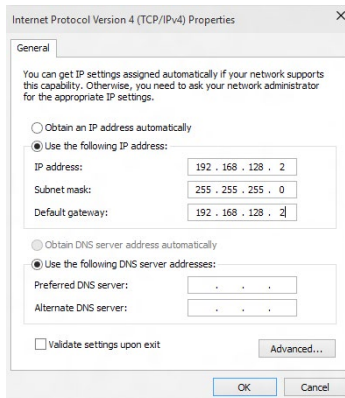 Internet Protocol Version 4 (TCP/IPv4) Properties
General
You can get IP settings assigned automatically if your network supports
this capability. Otherwise, you need to ask your network administrator
for the appropriate IP settings.
Obtain an IP address automatically
Use the following IP address:
IP address: 192 . 168 . 128 . 2
Subnet mask: 255 . 255 . 255 . 0
Default gateway: 192 . 168 . 128 . 2
Obtain DNS server address automatically
Use the following DNS server addresses:
Preferred DNS server: . . .
Alternate DNS server: . . .
Validate settings upon exit
Advanced...
OK Cancel